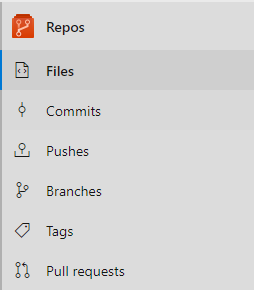 Repos
Files
Commits
Pushes
Branches
Tags
Pull requests